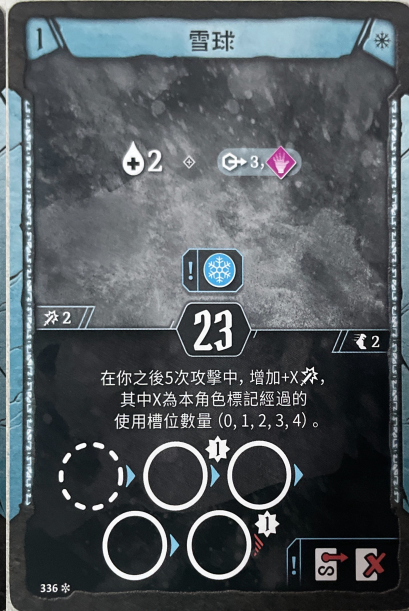 1
雪球
2
3,
!
2
23
2
在你之後5次攻擊中, 增加+X,
其中X為本角色標記經過的
使用槽位數量 (0, 1, 2, 3, 4) 。
1
1
!
336